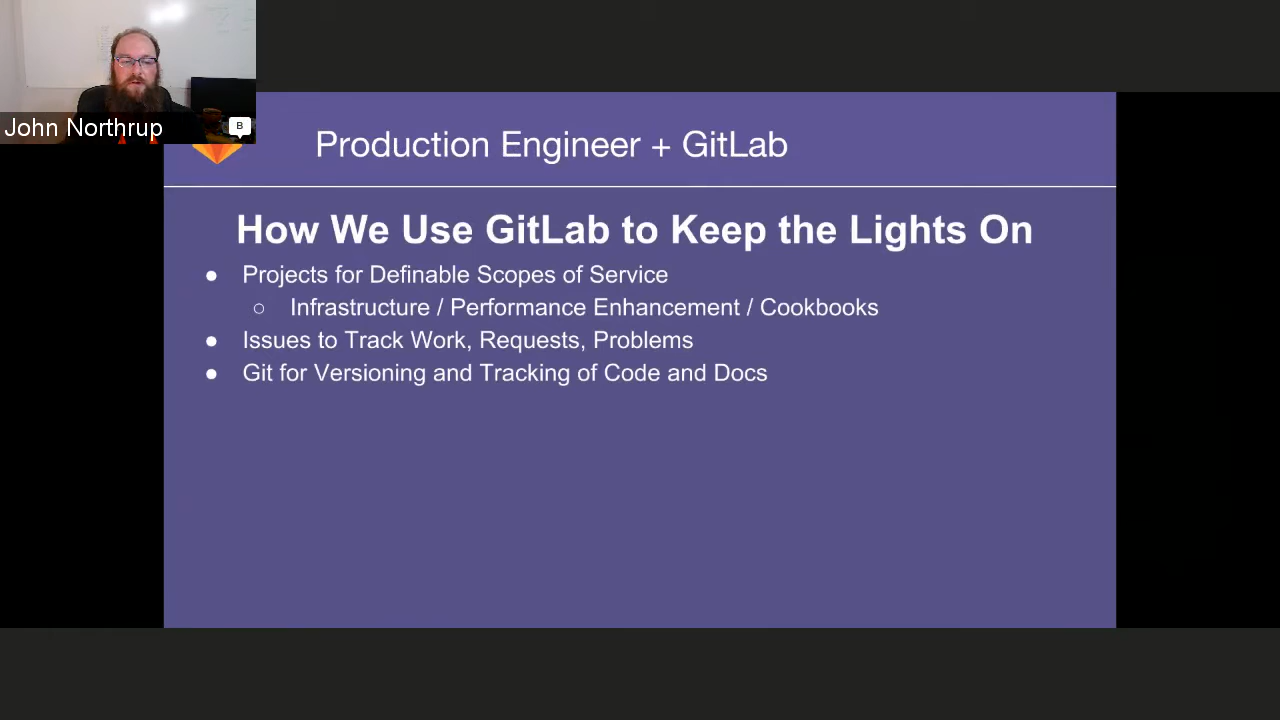 John Northrup
B
Production Engineer + GitLab
How We Use GitLab to Keep the Lights On
● Projects for Definable Scopes of Service
○ Infrastructure / Performance Enhancement / Cookbooks
● Issues to Track Work, Requests, Problems
● Git for Versioning and Tracking of Code and Docs